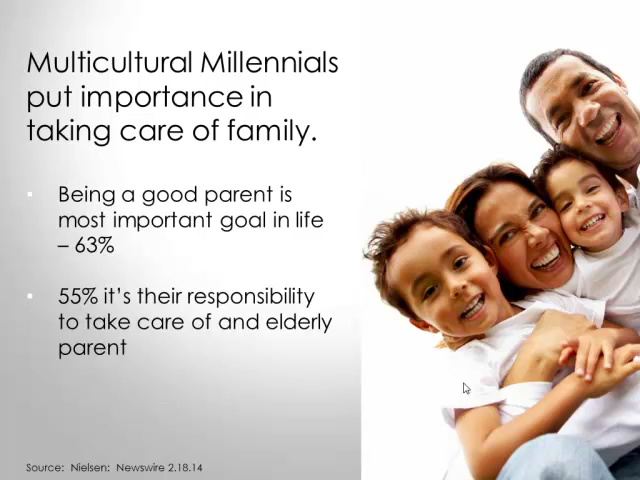 Multicultural Millennials
put importance in
taking care of family.
▪ Being a good parent is
most important goal in life
– 63%
▪ 55% it's their responsibility
to take care of and elderly
parent
Source: Nielsen: Newswire 2.18.14